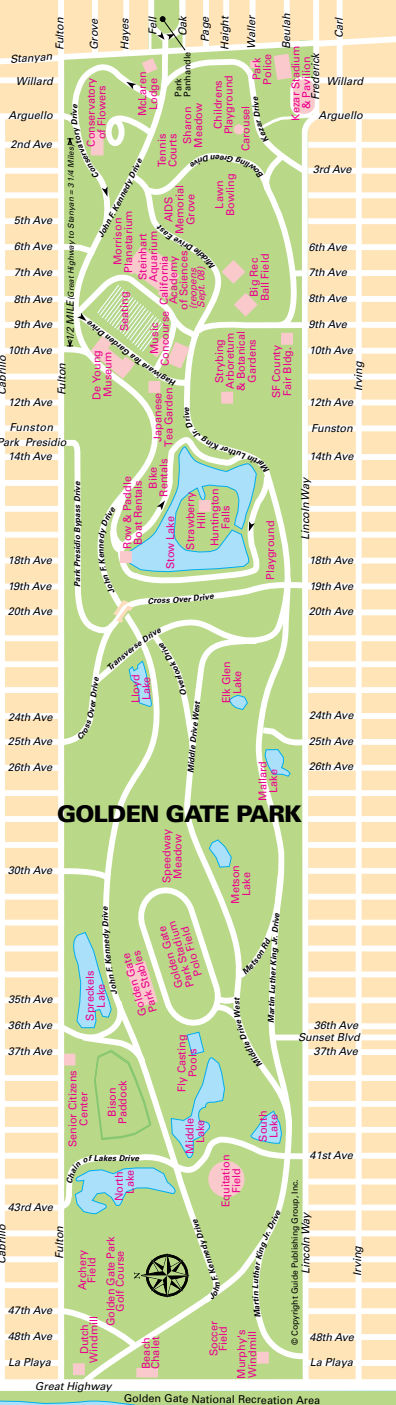 Fulton
Grove
Hayes
Fell
Oak
Page
Haight
Waller
Beulah
Frederick
Carl
Stanyan
Willard
Arguello
2nd Ave
5th Ave
6th Ave
7th Ave
8th Ave
9th Ave
10th Ave
Cabrillo
Fulton
12th Ave
Funston
Park Presidio
14th Ave
18th Ave
19th Ave
20th Ave
24th Ave
25th Ave
26th Ave
30th Ave
35th Ave
36th Ave
37th Ave
43rd Ave
Cabrillo
Fulton
47th Ave
48th Ave
La Playa
Great Highway
Willard
Arguello
3rd Ave
6th Ave
7th Ave
8th Ave
9th Ave
10th Ave
Irving
12th Ave
Funston
14th Ave
Lincoln Way
18th Ave
19th Ave
20th Ave
24th Ave
25th Ave
26th Ave
36th Ave
Sunset Blvd
37th Ave
41st Ave
Lincoln Way
Irving
48th Ave
La Playa
Park
Panhandle
Conservatory
of Flowers
McLaren
Lodge
Park
Police
Kezar Stadium
& Pavilion
Conservatory Drive
Kezar Drive
Childrens
Playground
Carousel
Sharon
Meadow
Tennis
Courts
Bowling Green Drive
Lawn
Bowling
AIDS
Memorial
Grove
John F. Kennedy Drive
1/2 MILE (Great Highway to Stanyan = 3 1/4 Miles)
Middle Drive East
Morrison
Planetarium
Steinhart
Aquarium
California
Academy
of Sciences
(reopens
Sept. 08)
Big Rec
Ball Field
Seating
Music
Concourse
Hagiwara Tea Garden Drive
De Young
Museum
Japanese
Tea Garden
Strybing
Arboretum
& Botanical
Gardens
SF County
Fair Bldg.
Martin Luther King Jr. Drive
Martin Luther King Jr. Drive
Bike
Rentals
Row & Paddle
Boat Rentals
Stow Lake
Strawberry
Hill
Huntington
Falls
Playground
Park Presidio Bypass Drive
John F. Kennedy Drive
Cross Over Drive
Transverse Drive
Overlook Drive
Cross Over Drive
Lloyd
Lake
Elk Glen
Lake
Middle Drive West
Mallard
Lake
GOLDEN GATE PARK
Speedway
Meadow
Metson
Lake
Golden Gate
Park Stadium
Polo Field
Golden Gate
Park Stables
John F. Kennedy Drive
Spreckels
Lake
Metson Rd
Martin Luther King Jr. Drive
Middle Drive West
Fly Casting
Pools
Senior Citizens
Center
Bison
Paddock
Middle
Lake
South
Lake
Chain of Lakes Drive
North
Lake
Equitation
Field
Archery
Field
Golden Gate Park
Golf Course
John F. Kennedy Drive
Martin Luther King Jr. Drive
© Copyright Guide Publishing Group, Inc.
Dutch
Windmill
Beach
Chalet
Soccer
Field
Murphy's
Windmill
Golden Gate National Recreation Area